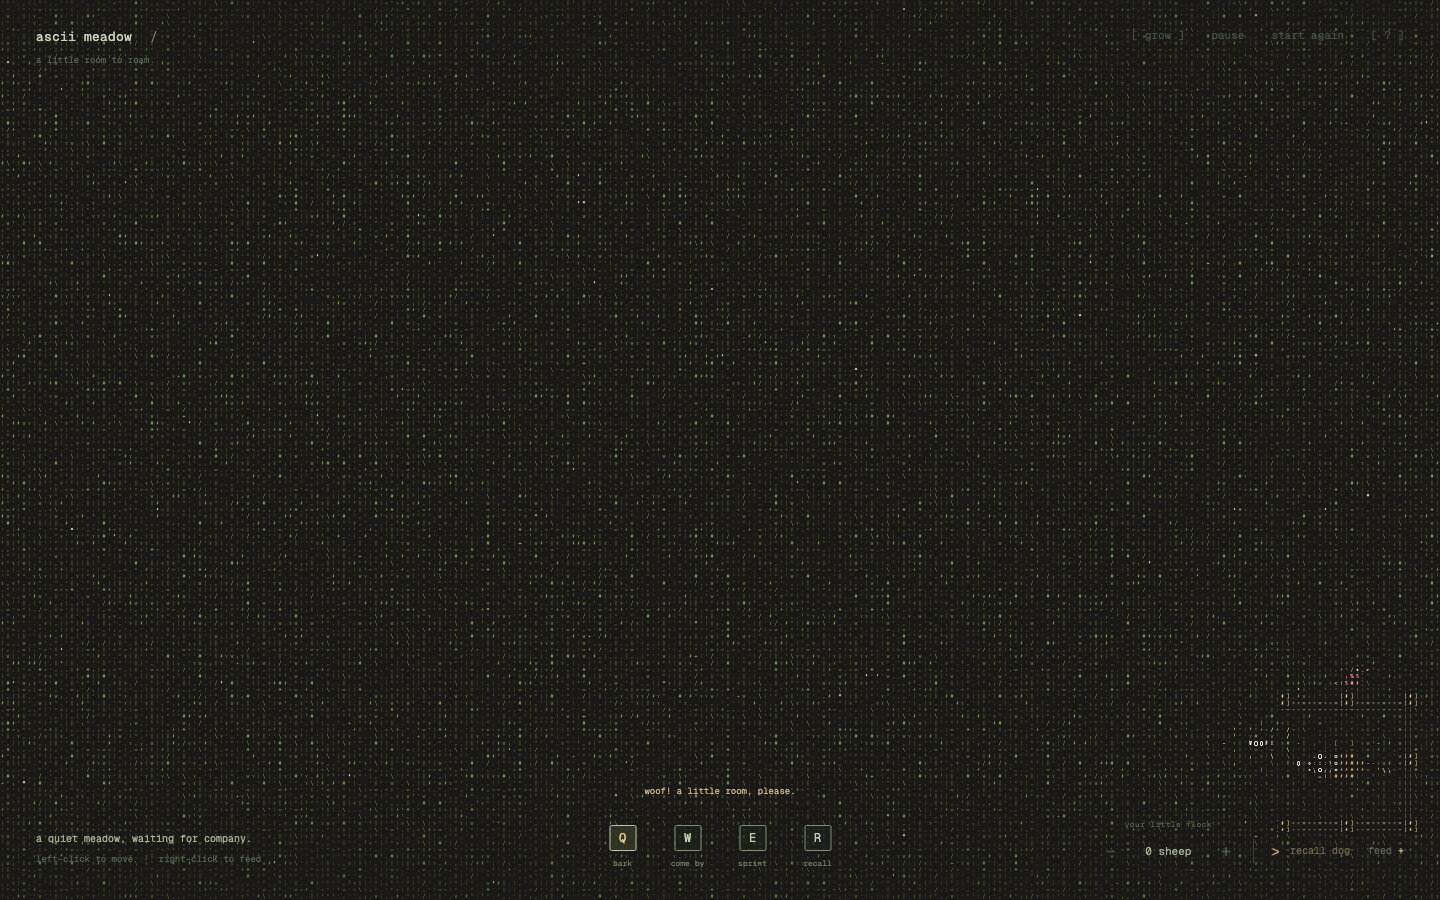 ascii meadow /
a little room to roam
[ grow ] pause start again [ ? ]
woof!
woof! a little room, please.
a quiet meadow, waiting for company.
left-click to move · right-click to feed
Q W E R
bark come by sprint recall
your little flock
− 0 sheep +
> recall dog feed +